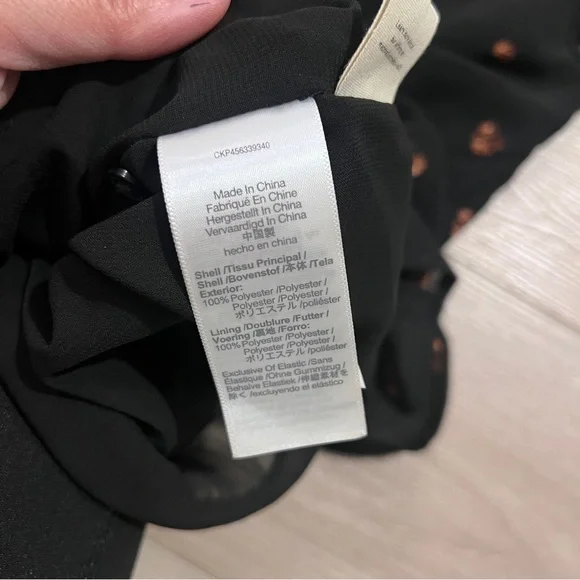 CKP456339340
Made In China
Fabriqué En Chine
Hergestellt In China
Vervaardigd In China
中国製
hecho en china
Shell /Tissu Principal /
Shell /Bovenstof /本体 /Tela
Exterior:
100% Polyester /Polyester /
Polyester /Polyester /
ポリエステル /poliéster
Lining /Doublure /Futter /
Voering /裏地 /Forro:
100% Polyester /Polyester /
Polyester /Polyester /
ポリエステル /poliéster
Exclusive Of Elastic /Sans
Élastique /Ohne Gummizug /
Behalve Elastiek /伸縮素材を
除く /excluyendo el elástico